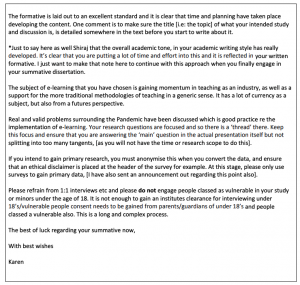 The formative is laid out to an excellent standard and it is clear that time and planning have taken place
developing the content. One comment is to make sure the title [i.e: the topic] of what your intended study
and discussion is, is detailed somewhere in the text before you start to write about it.
*Just to say here as well Shiraj that the overall academic tone, in your academic writing style has really
developed. It's clear that you are putting a lot of time and effort into this and it is reflected in your written
formative. I just want to make that note here to continue with this approach when you finally engage in
your summative dissertation.
The subject of e-learning that you have chosen is gaining momentum in teaching as an industry, as well as a
support for the more traditional methodologies of teaching in a generic sense. It has a lot of currency as a
subject, but also from a futures perspective.
Real and valid problems surrounding the Pandemic have been discussed which is good practice re the
implementation of e-learning. Your research questions are focused and so there is a 'thread' there. Keep
this focus and ensure that you are answering the 'main' question in the actual presentation itself but not
splitting into too many tangents, [as you will not have the time or research scope to do this].
If you intend to gain primary research, you must anonymise this when you convert the data, and ensure
that an ethical disclaimer is placed at the header of the survey for example. At this stage, please only use
surveys to gain primary data, [I have also sent an announcement out regarding this point also].
Please refrain from 1:1 interviews etc and please do not engage people classed as vulnerable in your study
or minors under the age of 18. It is not enough to gain an institutes clearance for interviewing under
18's/vulnerable people consent needs to be gained from parents/guardians of under 18's and people
classed a vulnerable also. This is a long and complex process.
The best of luck regarding your summative now,
With best wishes
Karen